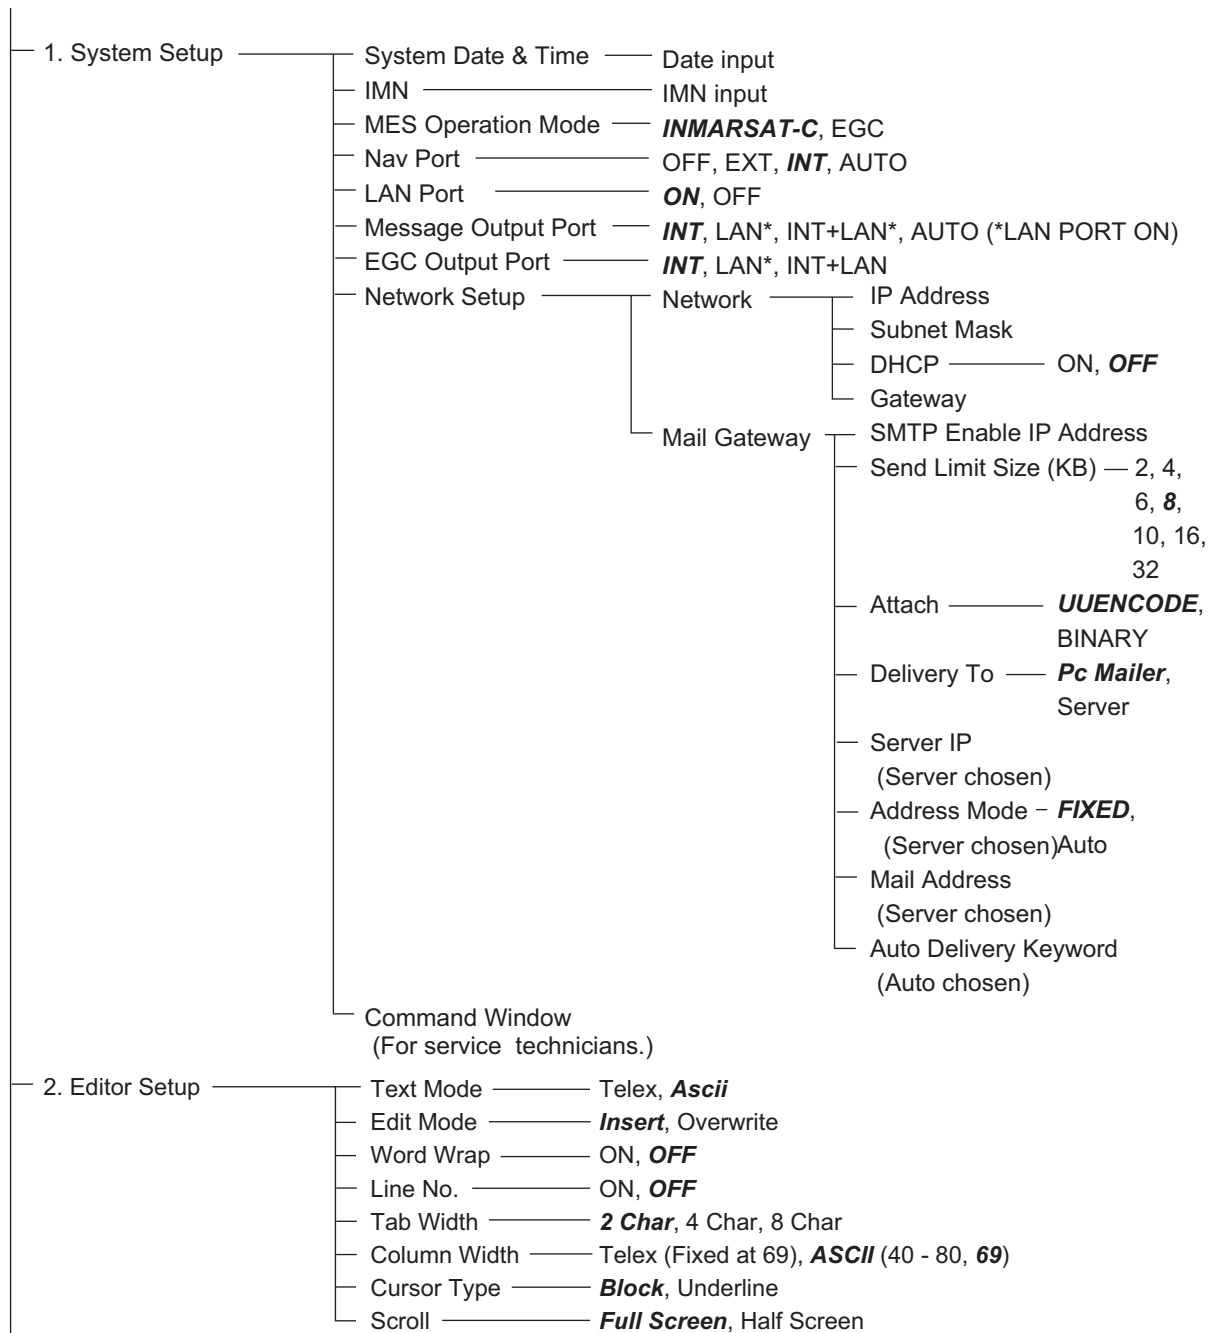 1. System Setup
System Date & Time
Date input
IMN
IMN input
MES Operation Mode
INMARSAT-C, EGC
Nav Port
OFF, EXT, INT, AUTO
LAN Port
ON, OFF
Message Output Port
INT, LAN*, INT+LAN*, AUTO (*LAN PORT ON)
EGC Output Port
INT, LAN*, INT+LAN
Network Setup
Network
IP Address
Subnet Mask
DHCP
ON, OFF
Gateway
Mail Gateway
SMTP Enable IP Address
Send Limit Size (KB)
2, 4,
6, 8,
10, 16,
32
Attach
UUENCODE,
BINARY
Delivery To
Pc Mailer,
Server
Server IP
(Server chosen)
Address Mode
FIXED,
(Server chosen)
Auto
Mail Address
(Server chosen)
Auto Delivery Keyword
(Auto chosen)
Command Window
(For service technicians.)
2. Editor Setup
Text Mode
Telex, Ascii
Edit Mode
Insert, Overwrite
Word Wrap
ON, OFF
Line No.
ON, OFF
Tab Width
2 Char, 4 Char, 8 Char
Column Width
Telex (Fixed at 69), ASCII (40 - 80, 69)
Cursor Type
Block, Underline
Scroll
Full Screen, Half Screen